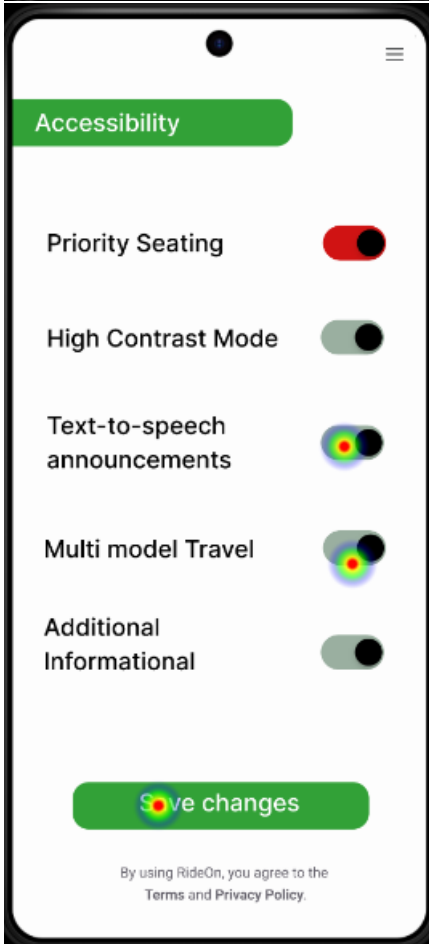 Accessibility
Priority Seating
High Contrast Mode
Text-to-speech
announcements
Multi model Travel
Additional
Informational
Save changes
By using RideOn, you agree to the
Terms and Privacy Policy.